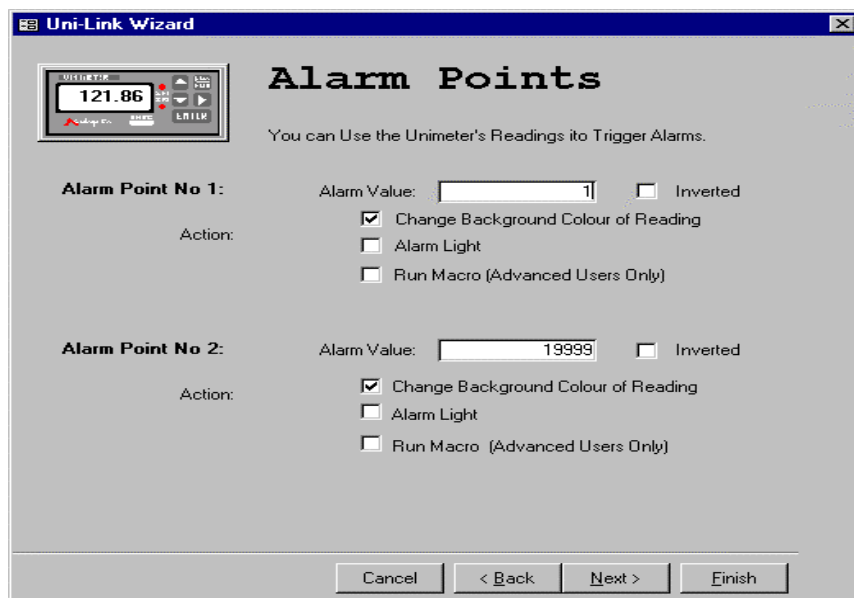 Uni-Link Wizard
UNIMETER
121.86
ENTER
Alarm Points
You can Use the Unimeter's Readings ito Trigger Alarms.
Alarm Point No 1:
Alarm Value: 1
Inverted
Action:
Change Background Colour of Reading
Alarm Light
Run Macro (Advanced Users Only)
Alarm Point No 2:
Alarm Value: 19999
Inverted
Action:
Change Background Colour of Reading
Alarm Light
Run Macro (Advanced Users Only)
Cancel
< Back
Next >
Finish